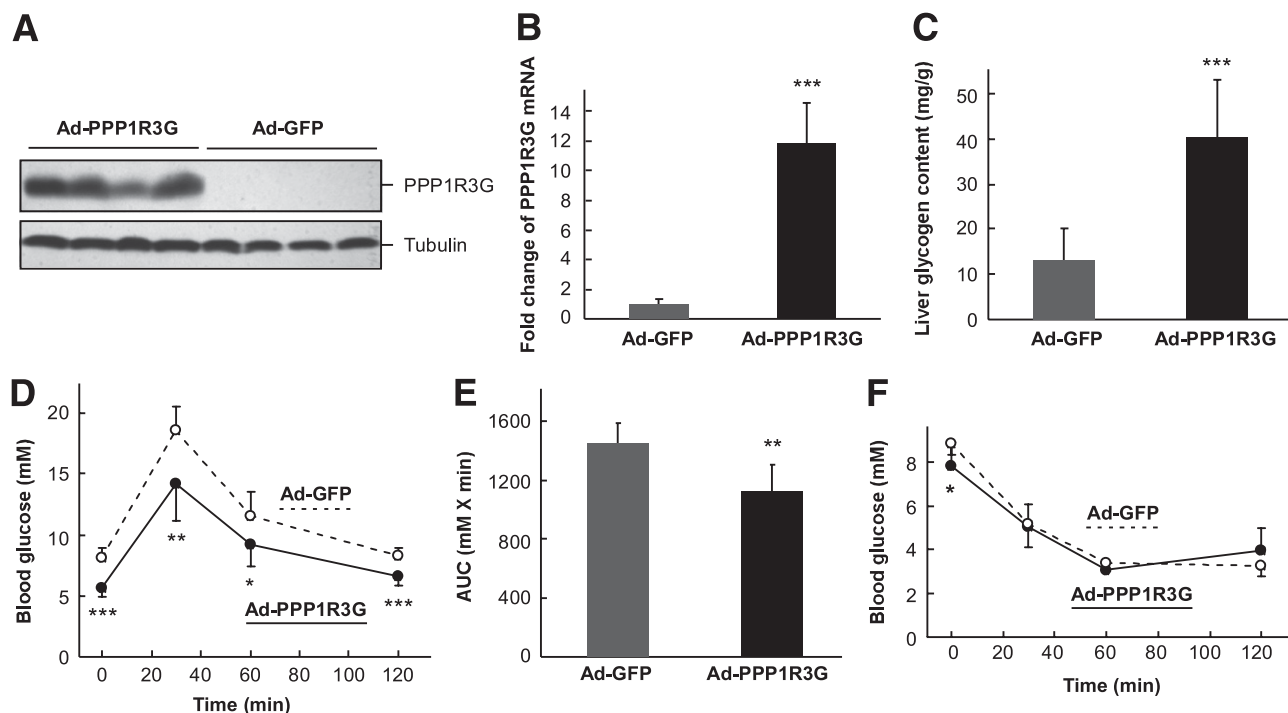 A
Ad-PPP1R3G Ad-GFP
PPP1R3G
Tubulin
B
Fold change of PPP1R3G mRNA
14
12
10
8
6
4
2
0
***
Ad-GFP Ad-PPP1R3G
C
Liver glycogen content (mg/g)
50
40
30
20
10
0
***
Ad-GFP Ad-PPP1R3G
D
Blood glucose (mM)
20
15
10
5
0
Ad-GFP
***
**
*
***
Ad-PPP1R3G
0 20 40 60 80 100 120
Time (min)
E
AUC (mM X min)
1600
1200
800
400
0
**
Ad-GFP Ad-PPP1R3G
F
Blood glucose (mM)
8
6
4
2
0
*
Ad-GFP
Ad-PPP1R3G
0 20 40 60 80 100 120
Time (min)